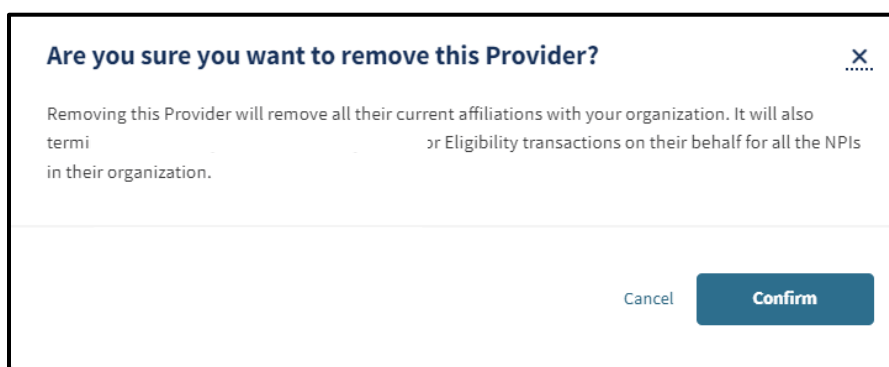 Are you sure you want to remove this Provider?
Removing this Provider will remove all their current affiliations with your organization. It will also
Eligibility transactions on their behalf for all the NPIs
in their organization.
Cancel
Confirm